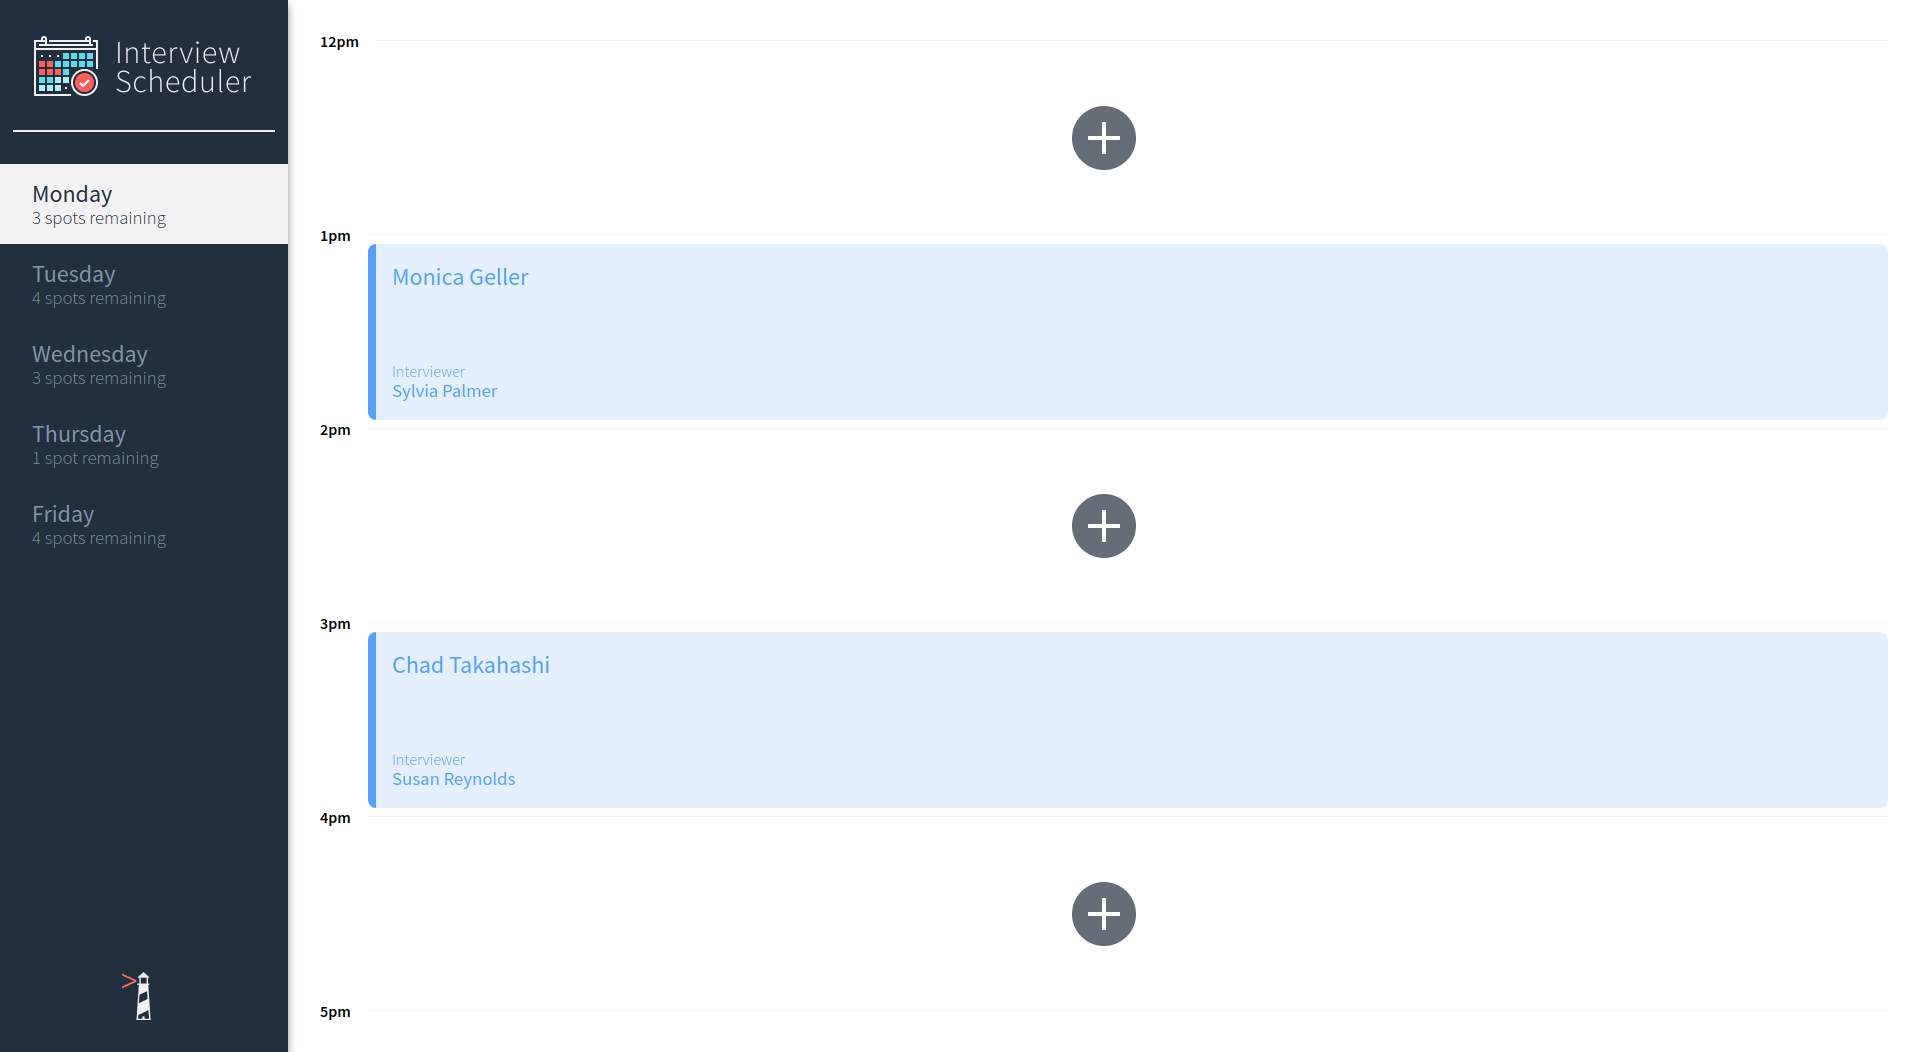 Interview
Scheduler
Monday
3 spots remaining
Tuesday
4 spots remaining
Wednesday
3 spots remaining
Thursday
1 spot remaining
Friday
4 spots remaining
12pm
1pm
Monica Geller
Interviewer
Sylvia Palmer
2pm
3pm
Chad Takahashi
Interviewer
Susan Reynolds
4pm
5pm